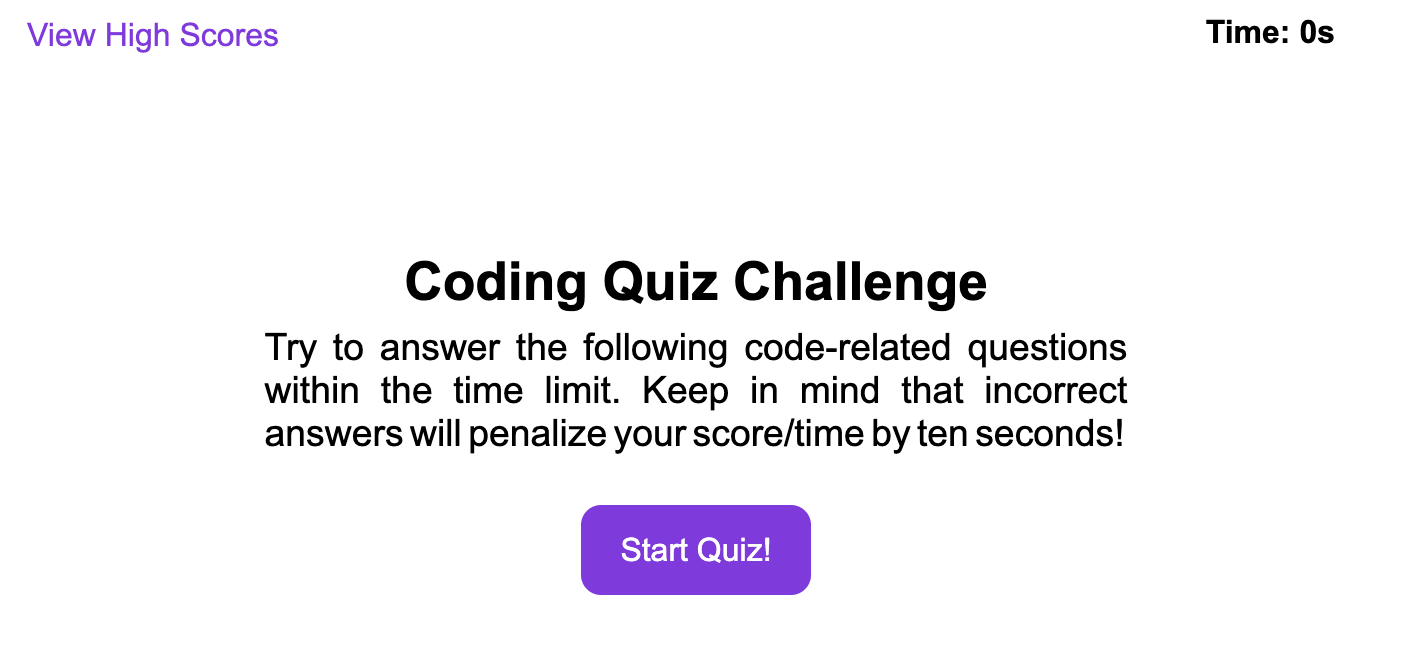 View High Scores
Time: 0s
Coding Quiz Challenge
Try to answer the following code-related questions
within the time limit. Keep in mind that incorrect
answers will penalize your score/time by ten seconds!
Start Quiz!